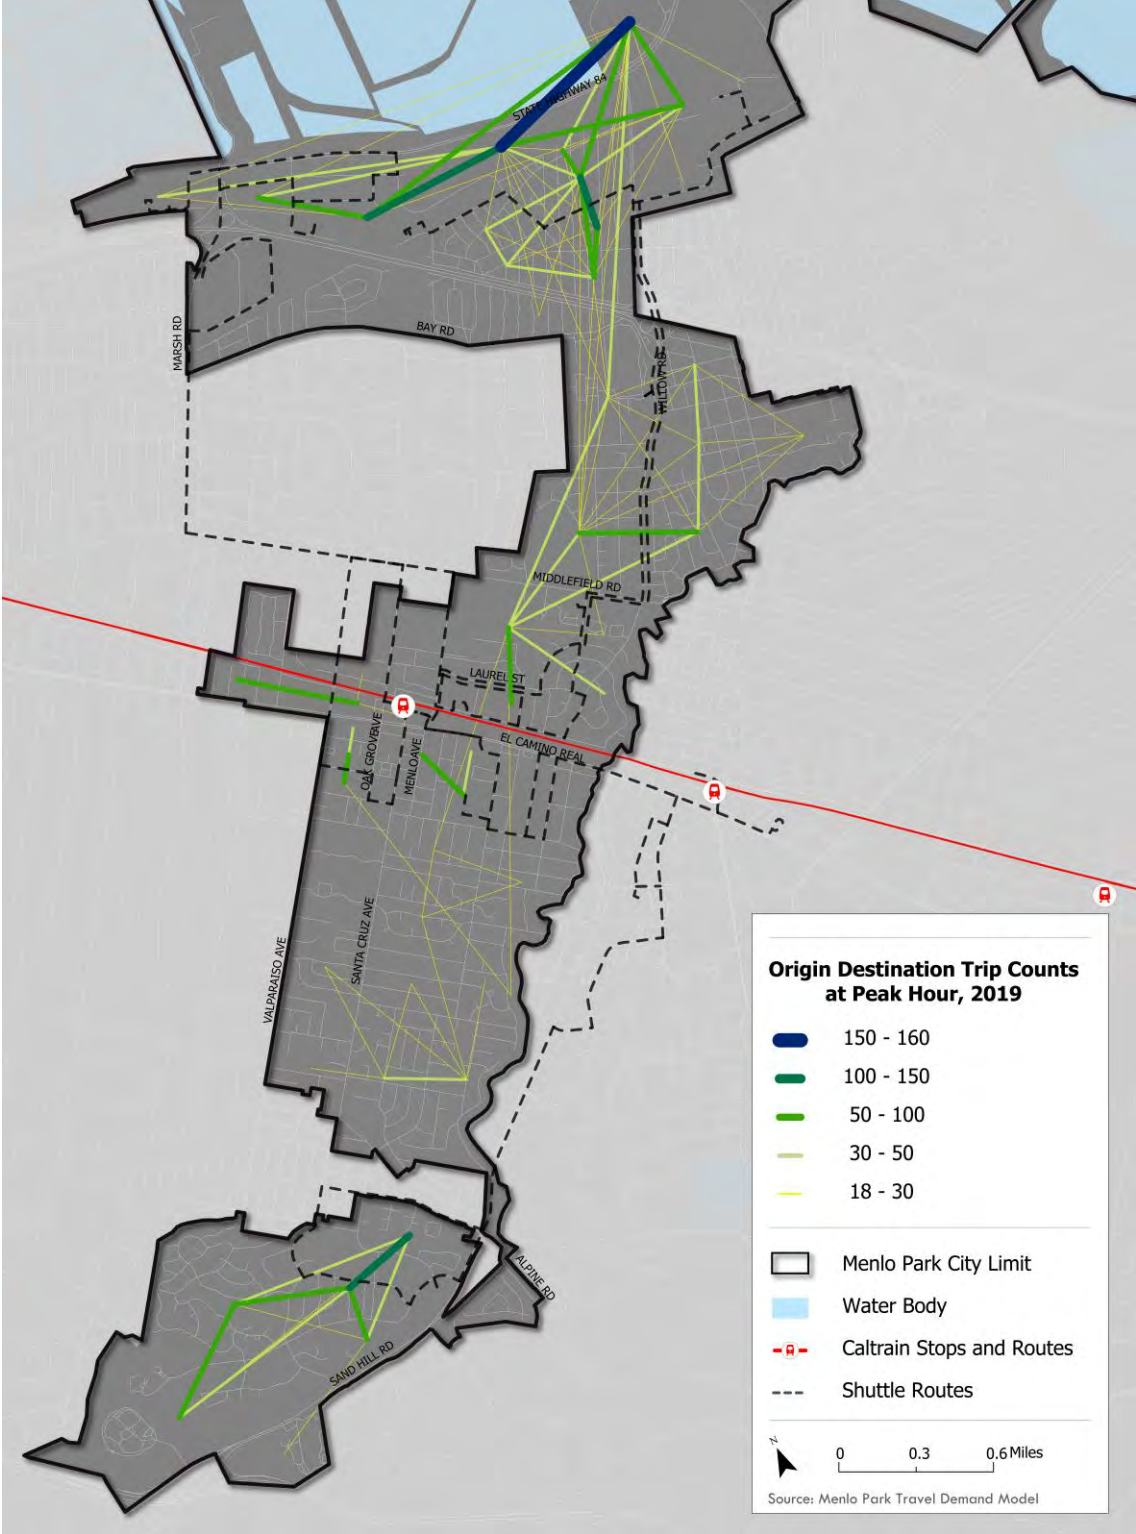 STATE HIGHWAY 84
BAY RD
MARSH RD
WILLOW RD
MIDDLEFIELD RD
LAUREL ST
EL CAMINO REAL
OAK GROVE AVE
MENLO AVE
SANTA CRUZ AVE
VALPARAISO AVE
ALPINE RD
SAND HILL RD
Origin Destination Trip Counts
at Peak Hour, 2019
150 - 160
100 - 150
50 - 100
30 - 50
18 - 30
Menlo Park City Limit
Water Body
Caltrain Stops and Routes
Shuttle Routes
N
0 0.3 0.6 Miles
Source: Menlo Park Travel Demand Model